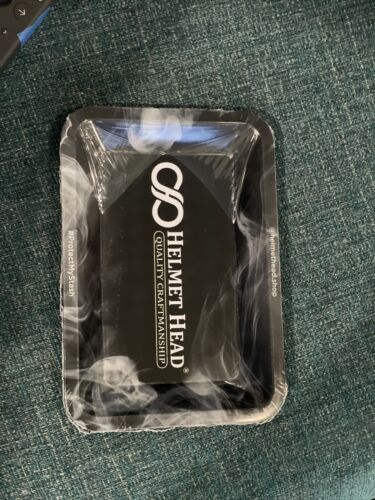 HELMET HEAD®
QUALITY CRAFTMANSHIP
#ProtectMyStash
@helmethead.shop